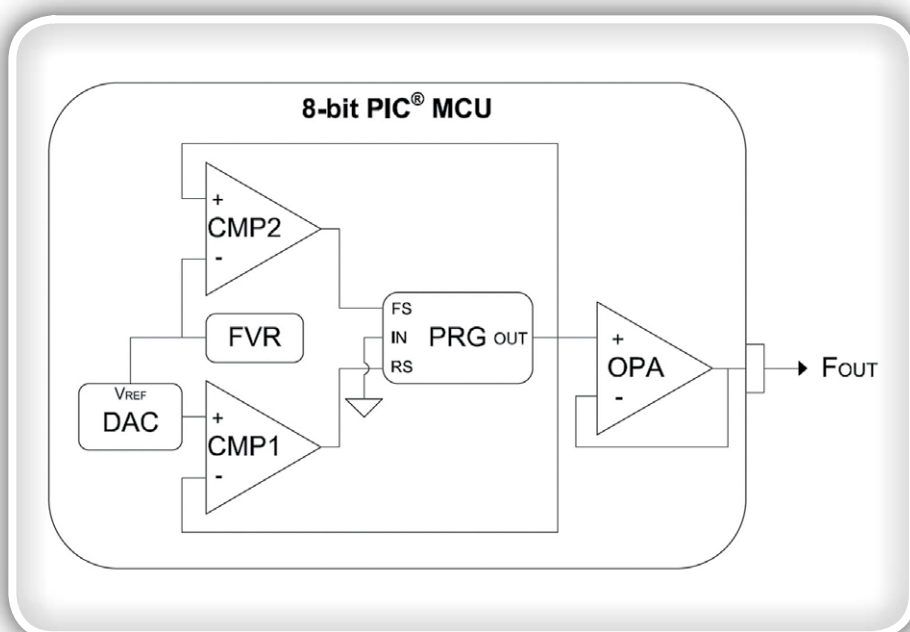 8-bit PIC® MCU
+
CMP2
-
FS
IN
RS
PRG OUT
FVR
VREF
DAC
+
CMP1
-
+
OPA
-
FOUT